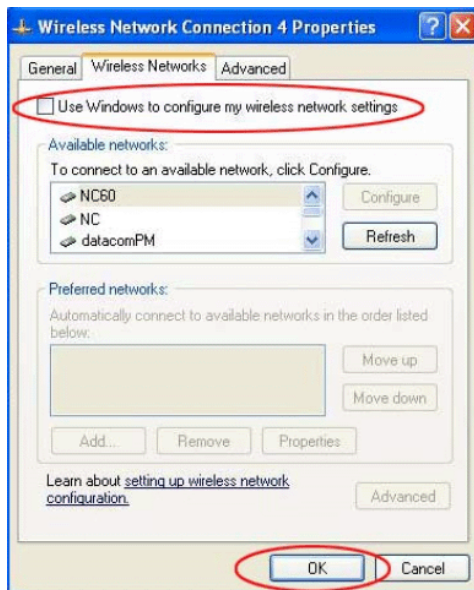 Wireless Network Connection 4 Properties
General Wireless Networks Advanced
Use Windows to configure my wireless network settings
Available networks:
To connect to an available network, click Configure.
NC60
Configure
NC
datacomPM
Refresh
Preferred networks:
Automatically connect to available networks in the order listed
below:
Move up
Move down
Add... Remove Properties
Learn about setting up wireless network
configuration.
Advanced
OK Cancel